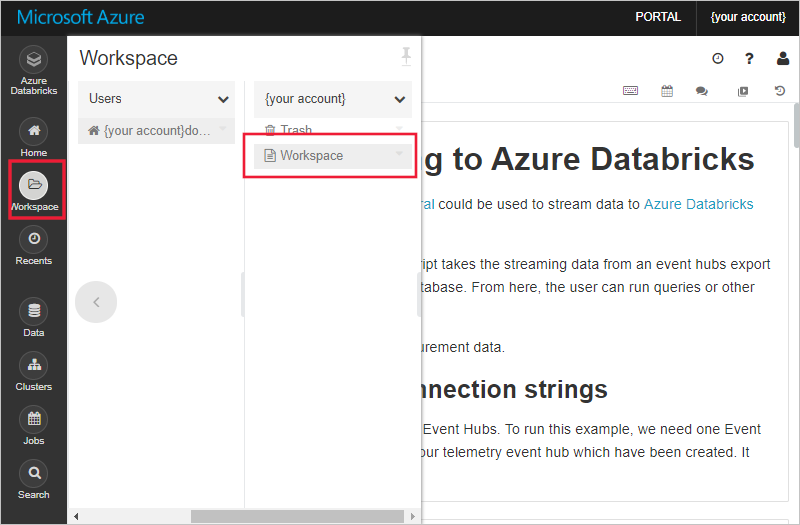 Microsoft Azure
PORTAL
{your account}
Azure
Databricks
Home
Workspace
Recents
Data
Clusters
Jobs
Search
Workspace
Users
{your account}do...
{your account}
Trash
Workspace
?
g to Azure Databricks
ral could be used to stream data to Azure Databricks
ript takes the streaming data from an event hubs export
tabase. From here, the user can run queries or other
urement data.
nnection strings
Event Hubs. To run this example, we need one Event
our telemetry event hub which have been created. It